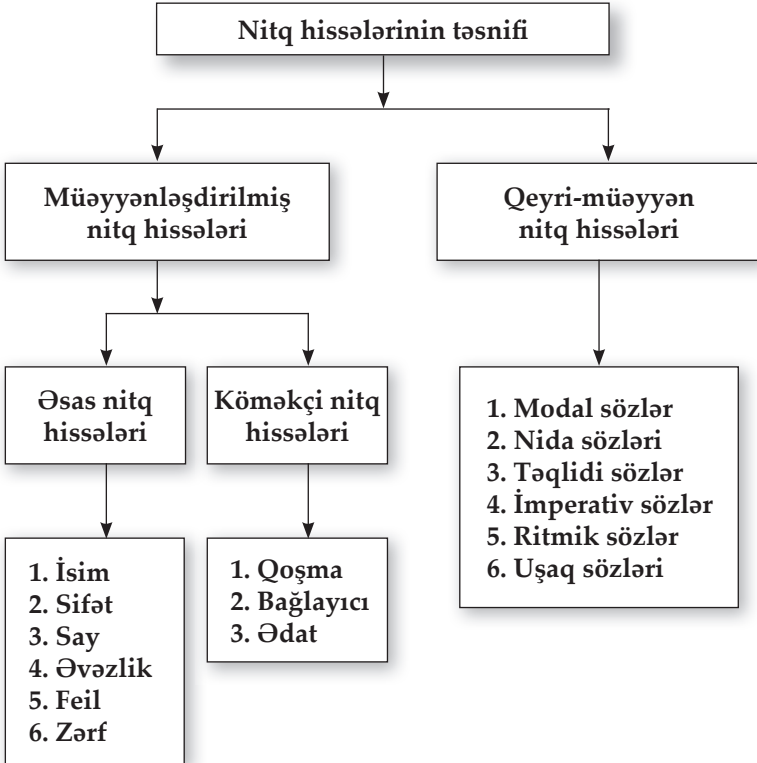 Nitq hissələrinin təsnifi
Müəyyənləşdirilmiş
nitq hissələri
Qeyri-müəyyən
nitq hissələri
Əsas nitq
hissələri
Köməkçi nitq
hissələri
1. İsim
2. Sifət
3. Say
4. Əvəzlik
5. Feil
6. Zərf
1. Qoşma
2. Bağlayıcı
3. Ədat
1. Modal sözlər
2. Nida sözləri
3. Təqlidi sözlər
4. İmperativ sözlər
5. Ritmik sözlər
6. Uşaq sözləri